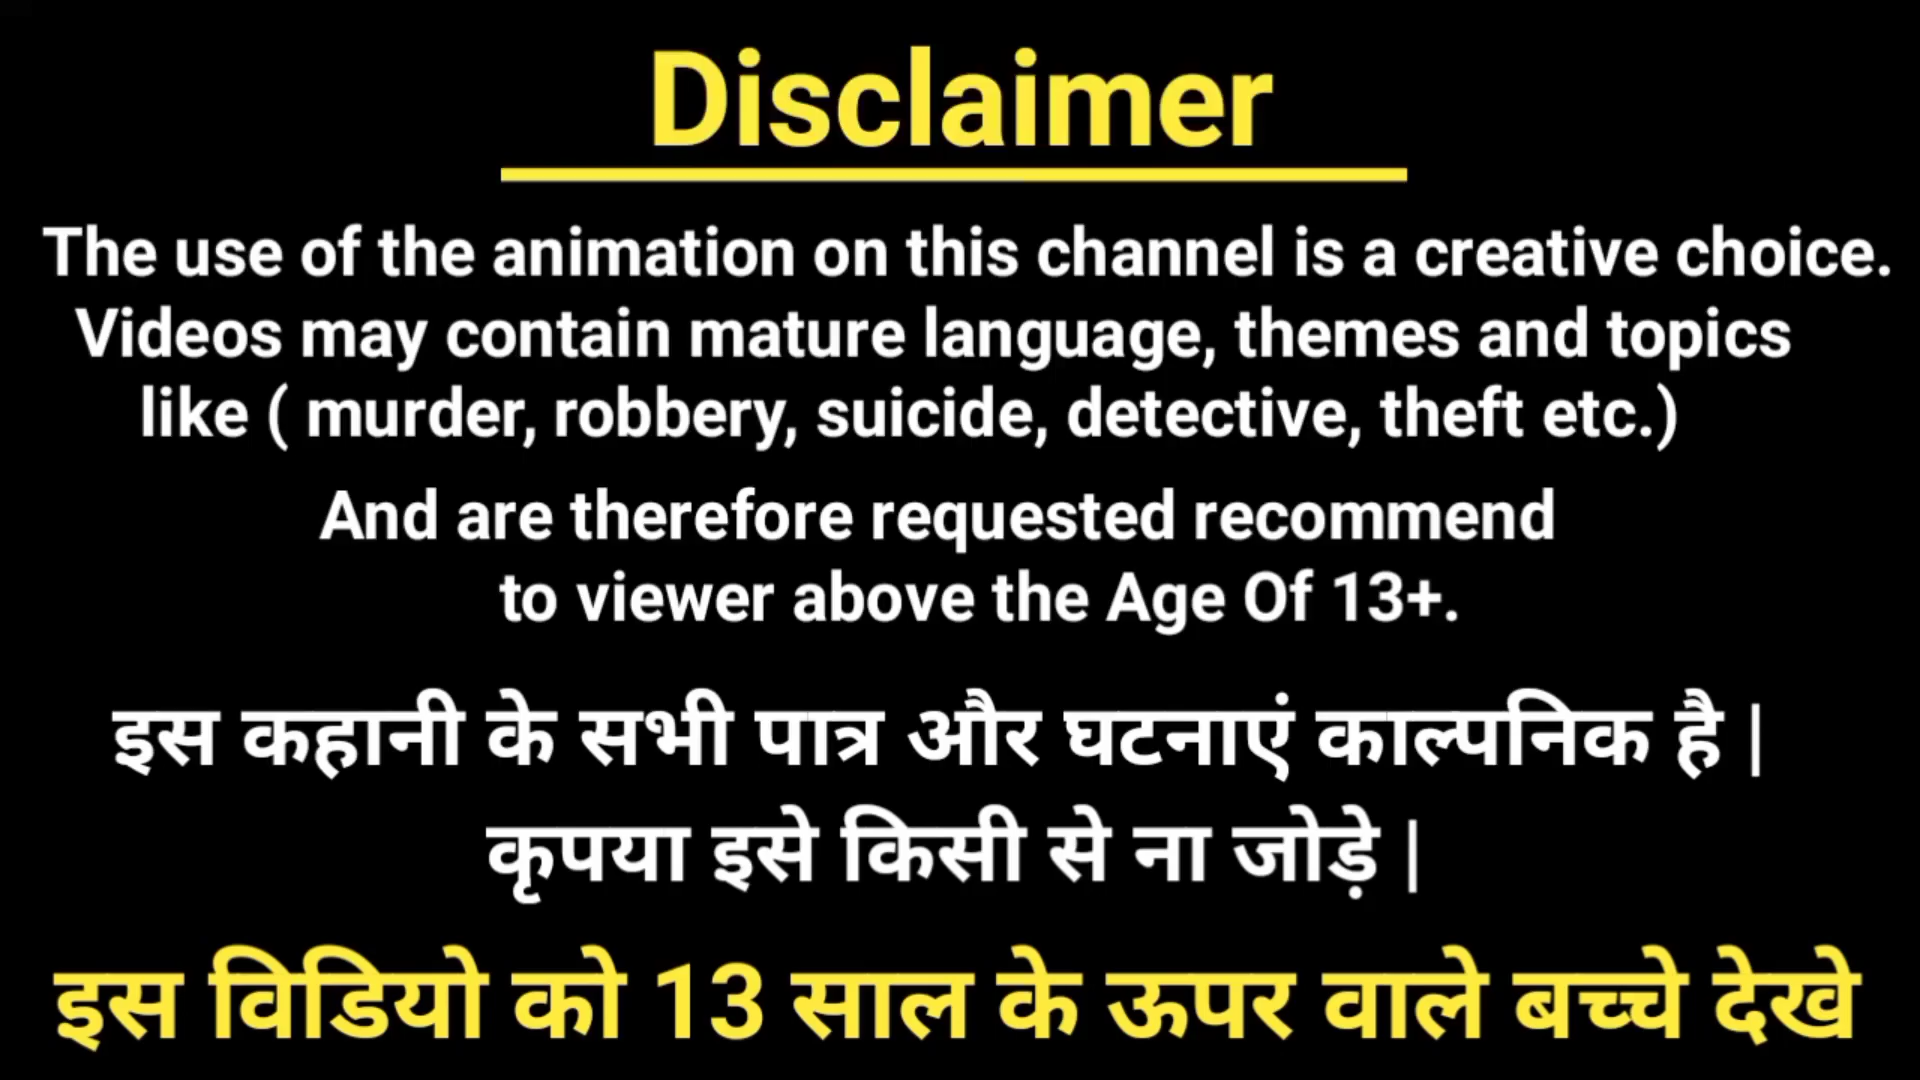 Disclaimer
The use of the animation on this channel is a creative choice.
Videos may contain mature language, themes and topics
like ( murder, robbery, suicide, detective, theft etc.)
And are therefore requested recommend
to viewer above the Age Of 13+.
इस कहानी के सभी पात्र और घटनाएं काल्पनिक है |
कृपया इसे किसी से ना जोड़े |
इस विडियो को 13 साल के ऊपर वाले बच्चे देखे